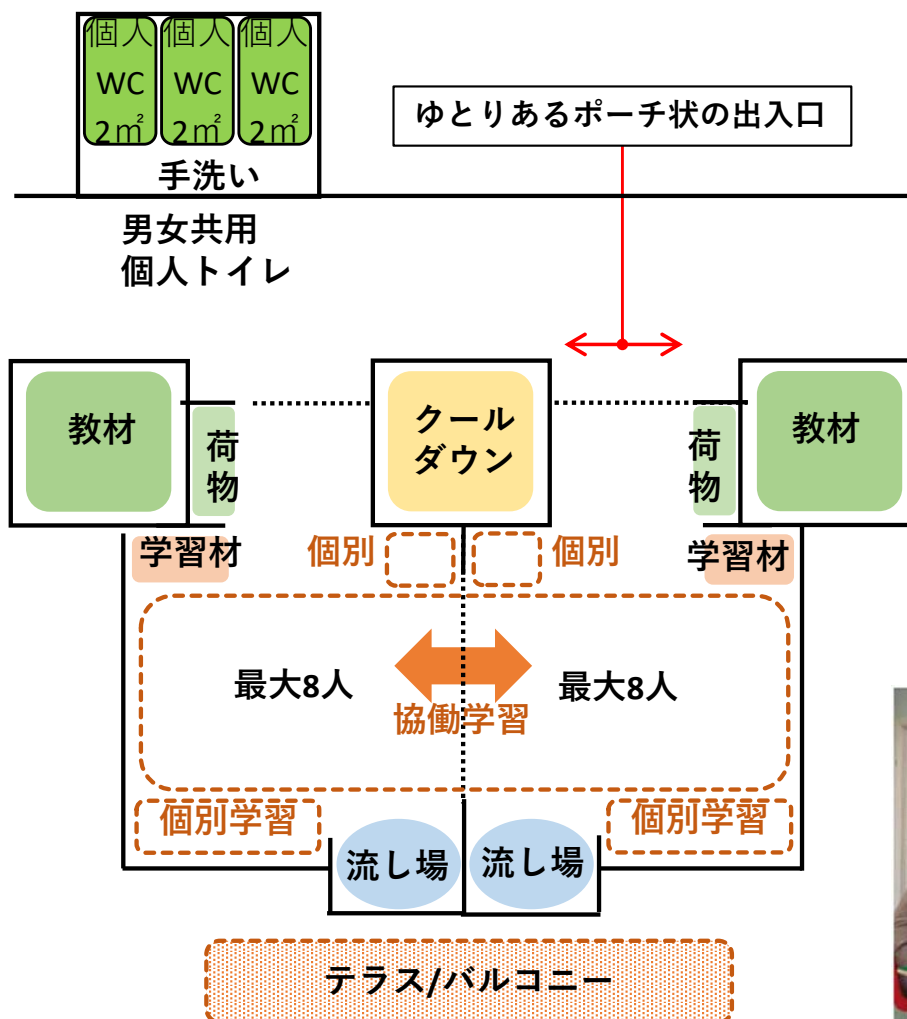 個人 個人 個人
WC WC WC
2㎡ 2㎡ 2㎡
手洗い
男女共用
個人トイレ
ゆとりあるポーチ状の出入口
教材
荷物
クール
ダウン
荷物
教材
学習材
個別
個別
学習材
最大8人
最大8人
協働学習
個別学習
個別学習
流し場
流し場
テラス/バルコニー